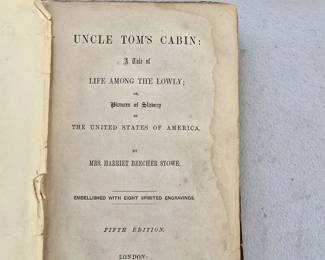 UNCLE TOM'S CABIN:
A Tale of
LIFE AMONG THE LOWLY;
OR,
Pictures of Slavery
IN
THE UNITED STATES OF AMERICA.
BY
MRS. HARRIET BEECHER STOWE.
EMBELLISHED WITH EIGHT SPIRITED ENGRAVINGS.
FIFTH EDITION.
LONDON: